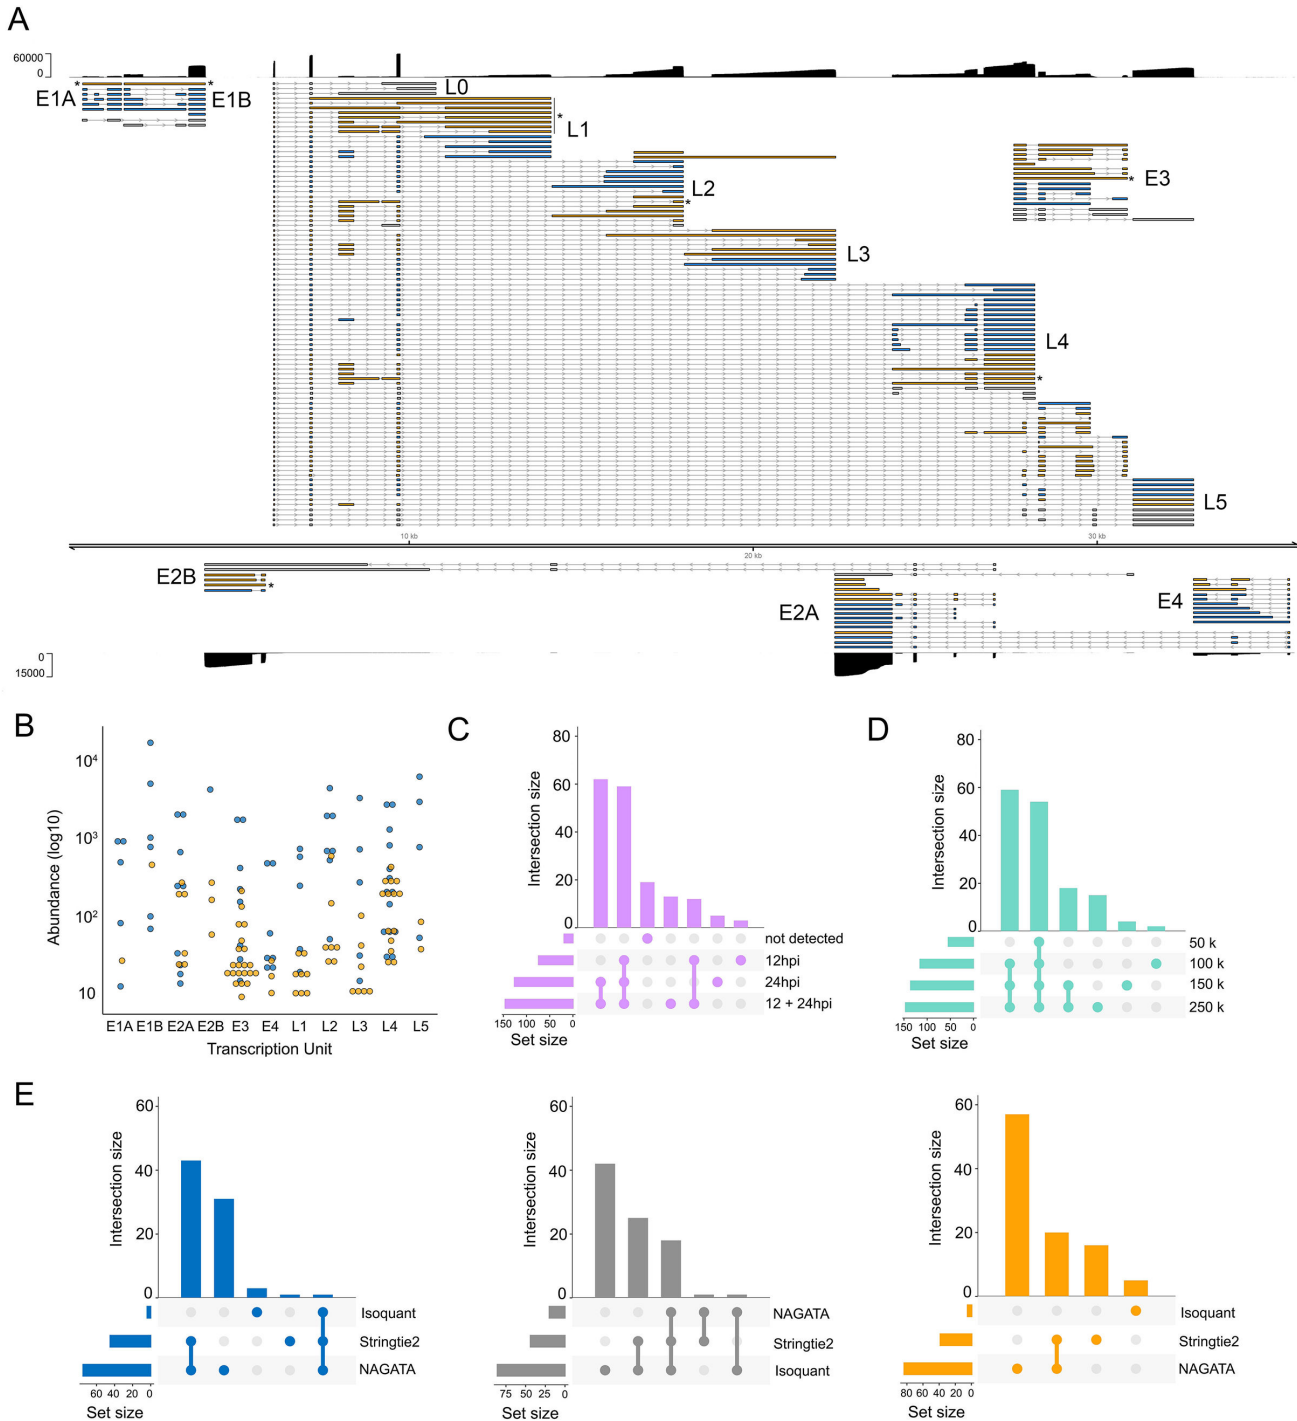 A
60000
0
*
*
E1A
E1B
L0
*
L1
E3
*
L2
*
L3
L4
*
L5
10 kb
20 kb
30 kb
E2B
*
E2A
E4
0
15000
B
Abundance (log10)
10^4
10^3
10^2
10
E1A E1B E2A E2B E3 E4 L1 L2 L3 L4 L5
Transcription Unit
C
Intersection size
80
60
40
20
0
not detected
12hpi
24hpi
12 + 24hpi
150 100 50 0
Set size
D
Intersection size
80
60
40
20
0
50 k
100 k
150 k
250 k
150 100 50 0
Set size
E
Intersection size
60
40
20
0
Isoquant
Stringtie2
NAGATA
60 40 20 0
Set size
Intersection size
60
40
20
0
NAGATA
Stringtie2
Isoquant
75 50 25 0
Set size
Intersection size
60
40
20
0
Isoquant
Stringtie2
NAGATA
80 60 40 20 0
Set size